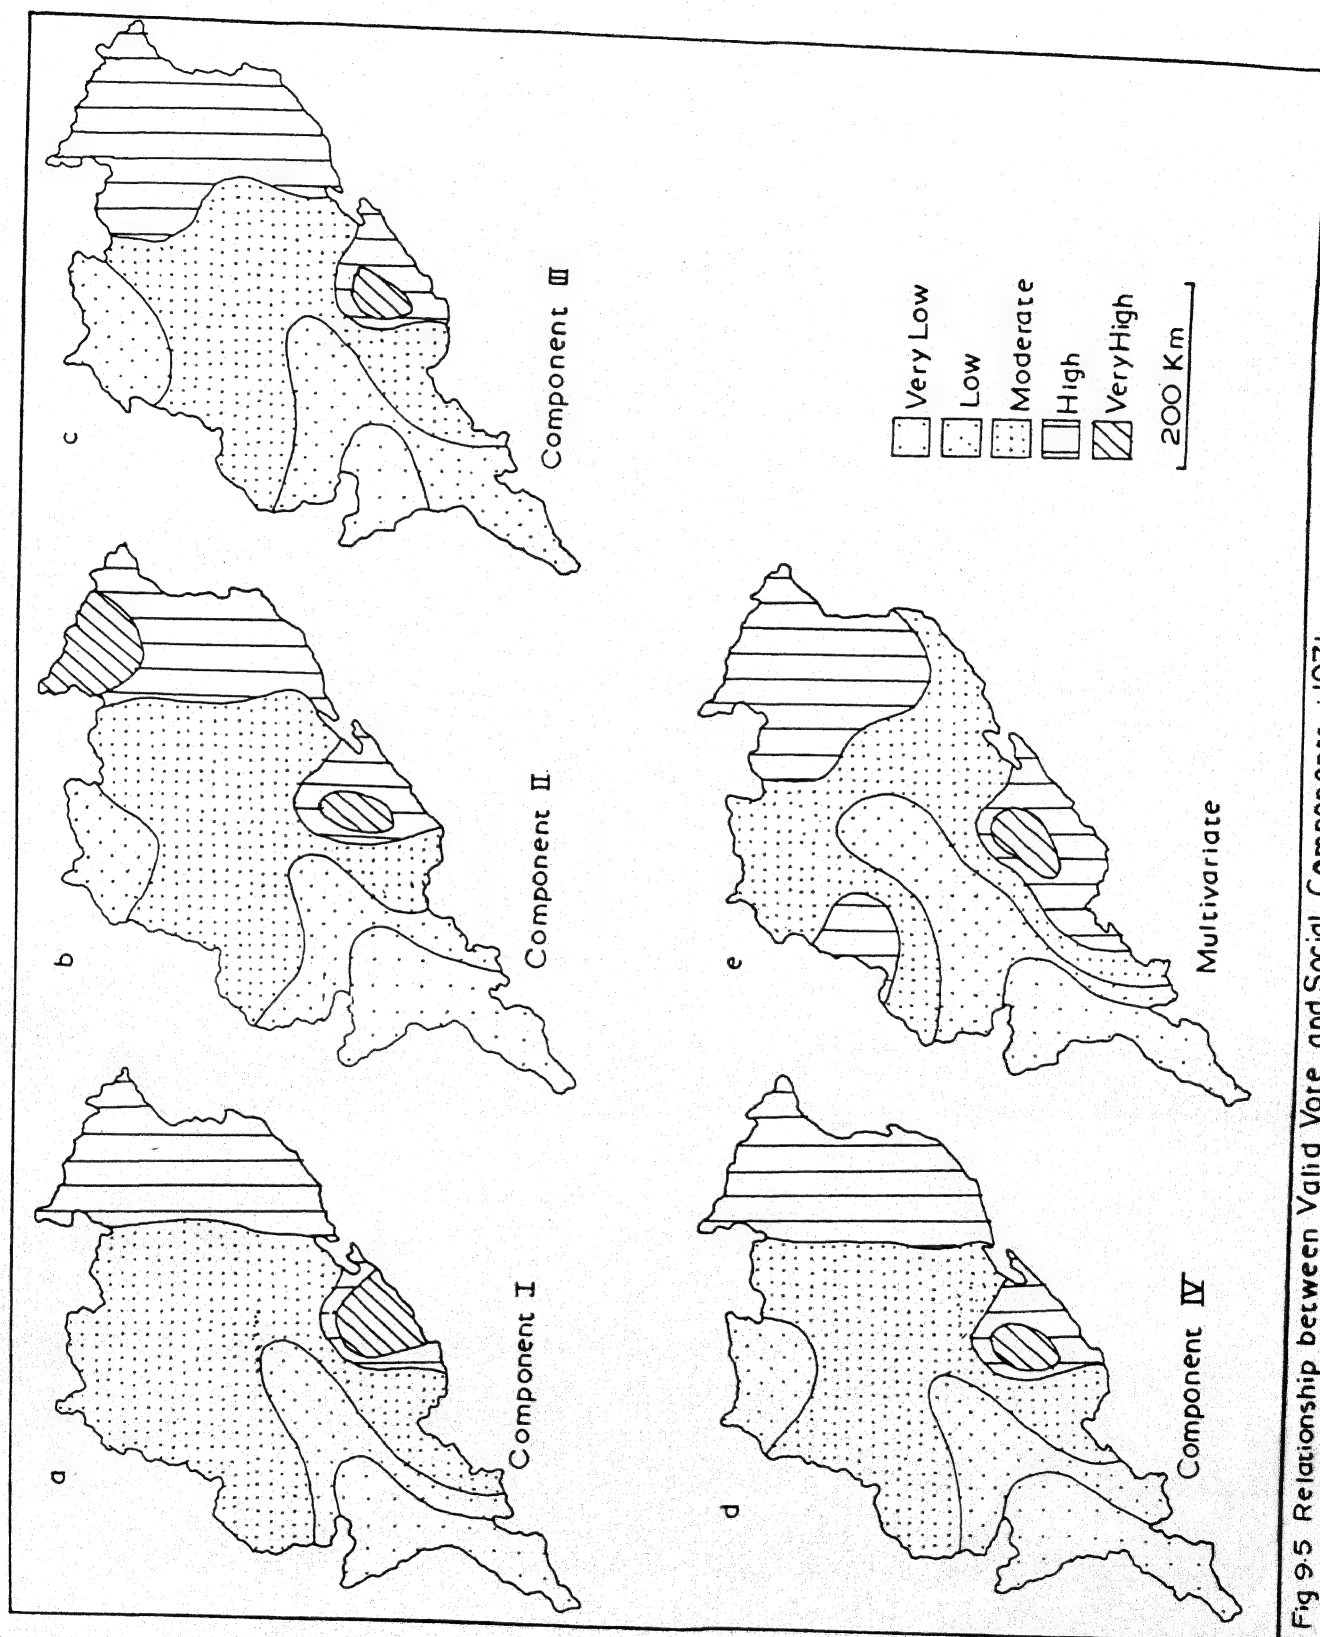 a
Component I
b
Component II
c
Component III
d
Component IV
e
Multivariate
Very Low
Low
Moderate
High
Very High
200 Km
Fig 9.5 Relationship between Valid Vote and Social Components